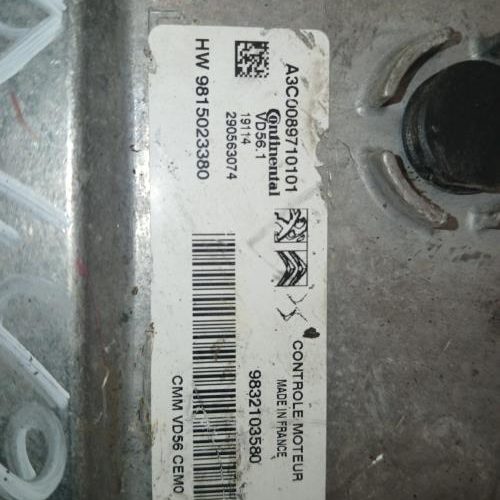 A3C0089710101
Continental
VD56.1
19114
290563074
HW 9815023380
CONTROLE MOTEUR
MADE IN FRANCE
9832103580
CMM VD56 CEM0